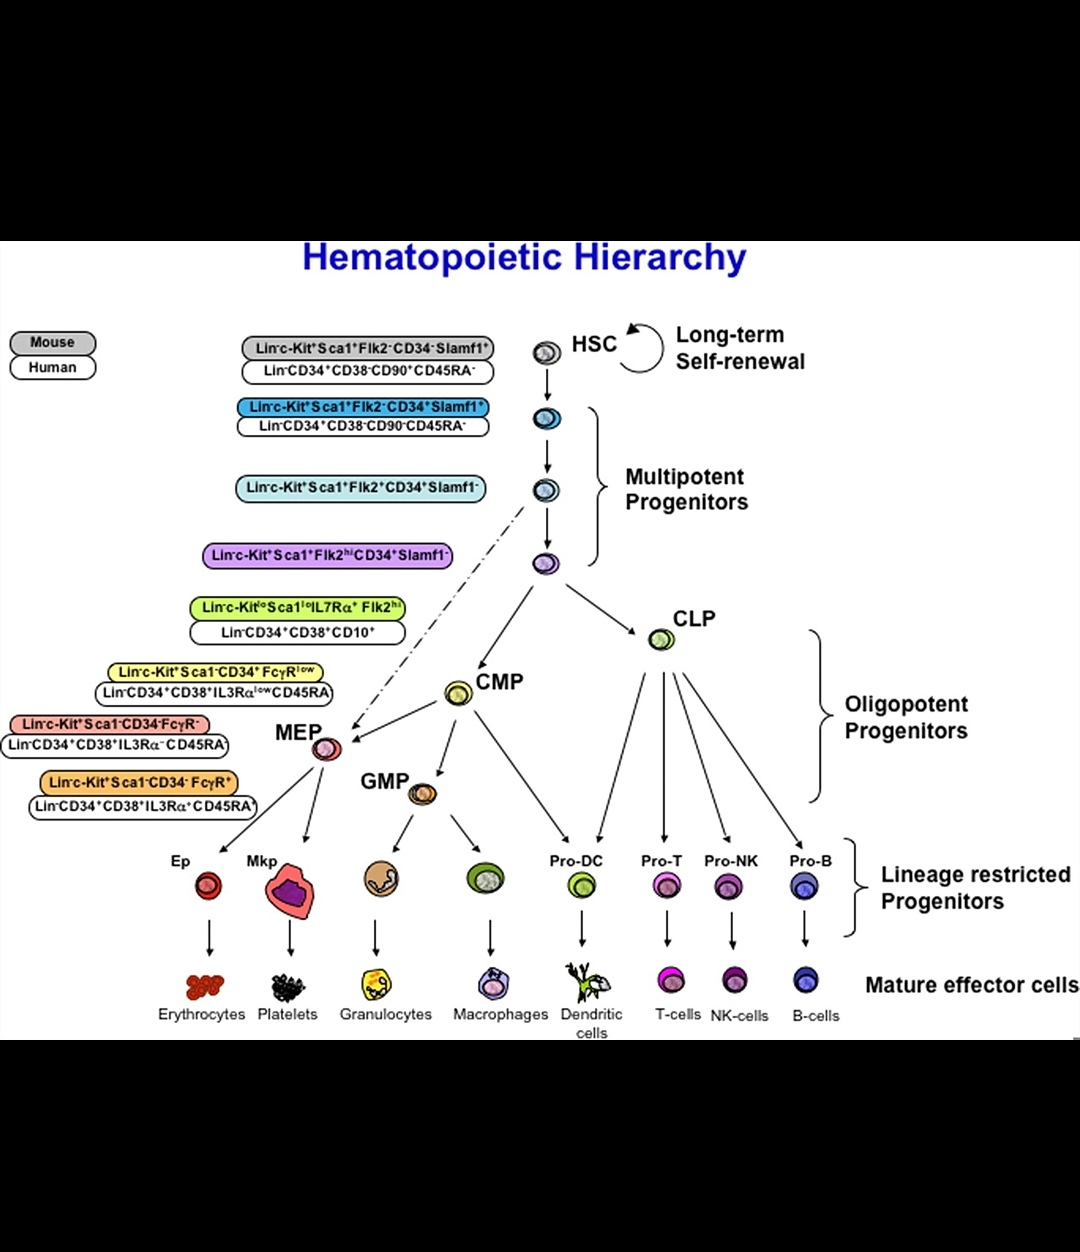 Hematopoietic Hierarchy
Mouse
Human
Lin⁻c-Kit⁺Sca1⁺Flk2⁻CD34⁻Slamf1⁺
Lin⁻CD34⁺CD38⁻CD90⁺CD45RA⁻
HSC
Long-term
Self-renewal
Lin⁻c-Kit⁺Sca1⁺Flk2⁻CD34⁺Slamf1⁺
Lin⁻CD34⁺CD38⁻CD90⁻CD45RA⁻
Lin⁻c-Kit⁺Sca1⁺Flk2⁺CD34⁺Slamf1⁻
Multipotent
Progenitors
Lin⁻c-Kit⁺Sca1⁺Flk2ʰⁱCD34⁺Slamf1⁻
Lin⁻c-KitˡᵒSca1ˡᵒIL7Rα⁺ Flk2ʰⁱ
Lin⁻CD34⁺CD38⁺CD10⁺
CLP
Lin⁻c-Kit⁺Sca1⁻CD34⁺FcγRˡᵒʷ
Lin⁻CD34⁺CD38⁺IL3RαˡᵒʷCD45RA⁻
CMP
Lin⁻c-Kit⁺Sca1⁻CD34⁻FcγR⁻
Lin⁻CD34⁺CD38⁺IL3Rα⁻CD45RA⁻
MEP
Oligopotent
Progenitors
Lin⁻c-Kit⁺Sca1⁻CD34⁻FcγR⁺
Lin⁻CD34⁺CD38⁺IL3Rα⁺CD45RA⁺
GMP
Ep
Mkp
Pro-DC
Pro-T
Pro-NK
Pro-B
Lineage restricted
Progenitors
Mature effector cells
Erythrocytes
Platelets
Granulocytes
Macrophages
Dendritic
cells
T-cells
NK-cells
B-cells